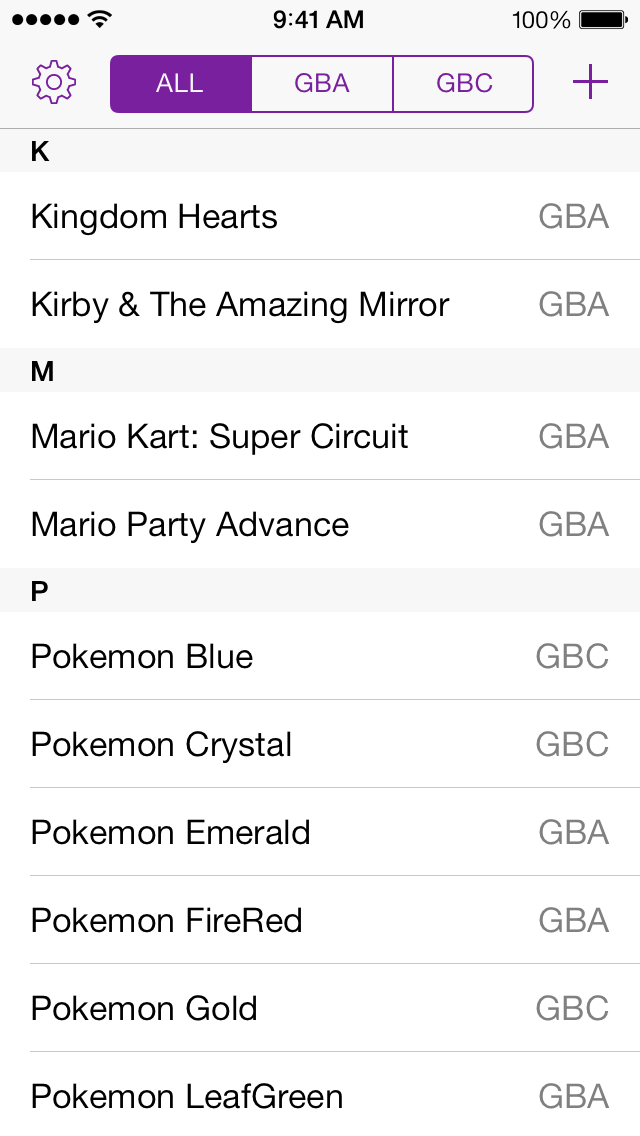 9:41 AM 100%
ALL GBA GBC
K
Kingdom Hearts GBA
Kirby & The Amazing Mirror GBA
M
Mario Kart: Super Circuit GBA
Mario Party Advance GBA
P
Pokemon Blue GBC
Pokemon Crystal GBC
Pokemon Emerald GBA
Pokemon FireRed GBA
Pokemon Gold GBC
Pokemon LeafGreen GBA